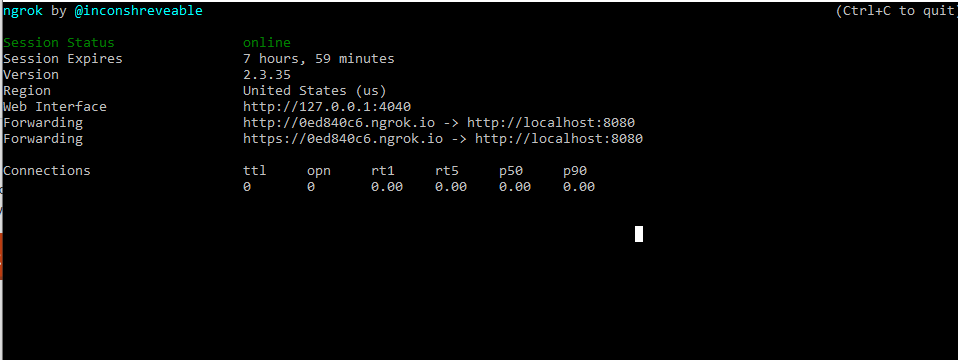 ngrok by @inconshreveable (Ctrl+C to quit)
Session Status online
Session Expires 7 hours, 59 minutes
Version 2.3.35
Region United States (us)
Web Interface http://127.0.0.1:4040
Forwarding http://0ed840c6.ngrok.io -> http://localhost:8080
Forwarding https://0ed840c6.ngrok.io -> http://localhost:8080
Connections ttl opn rt1 rt5 p50 p90
0 0 0.00 0.00 0.00 0.00